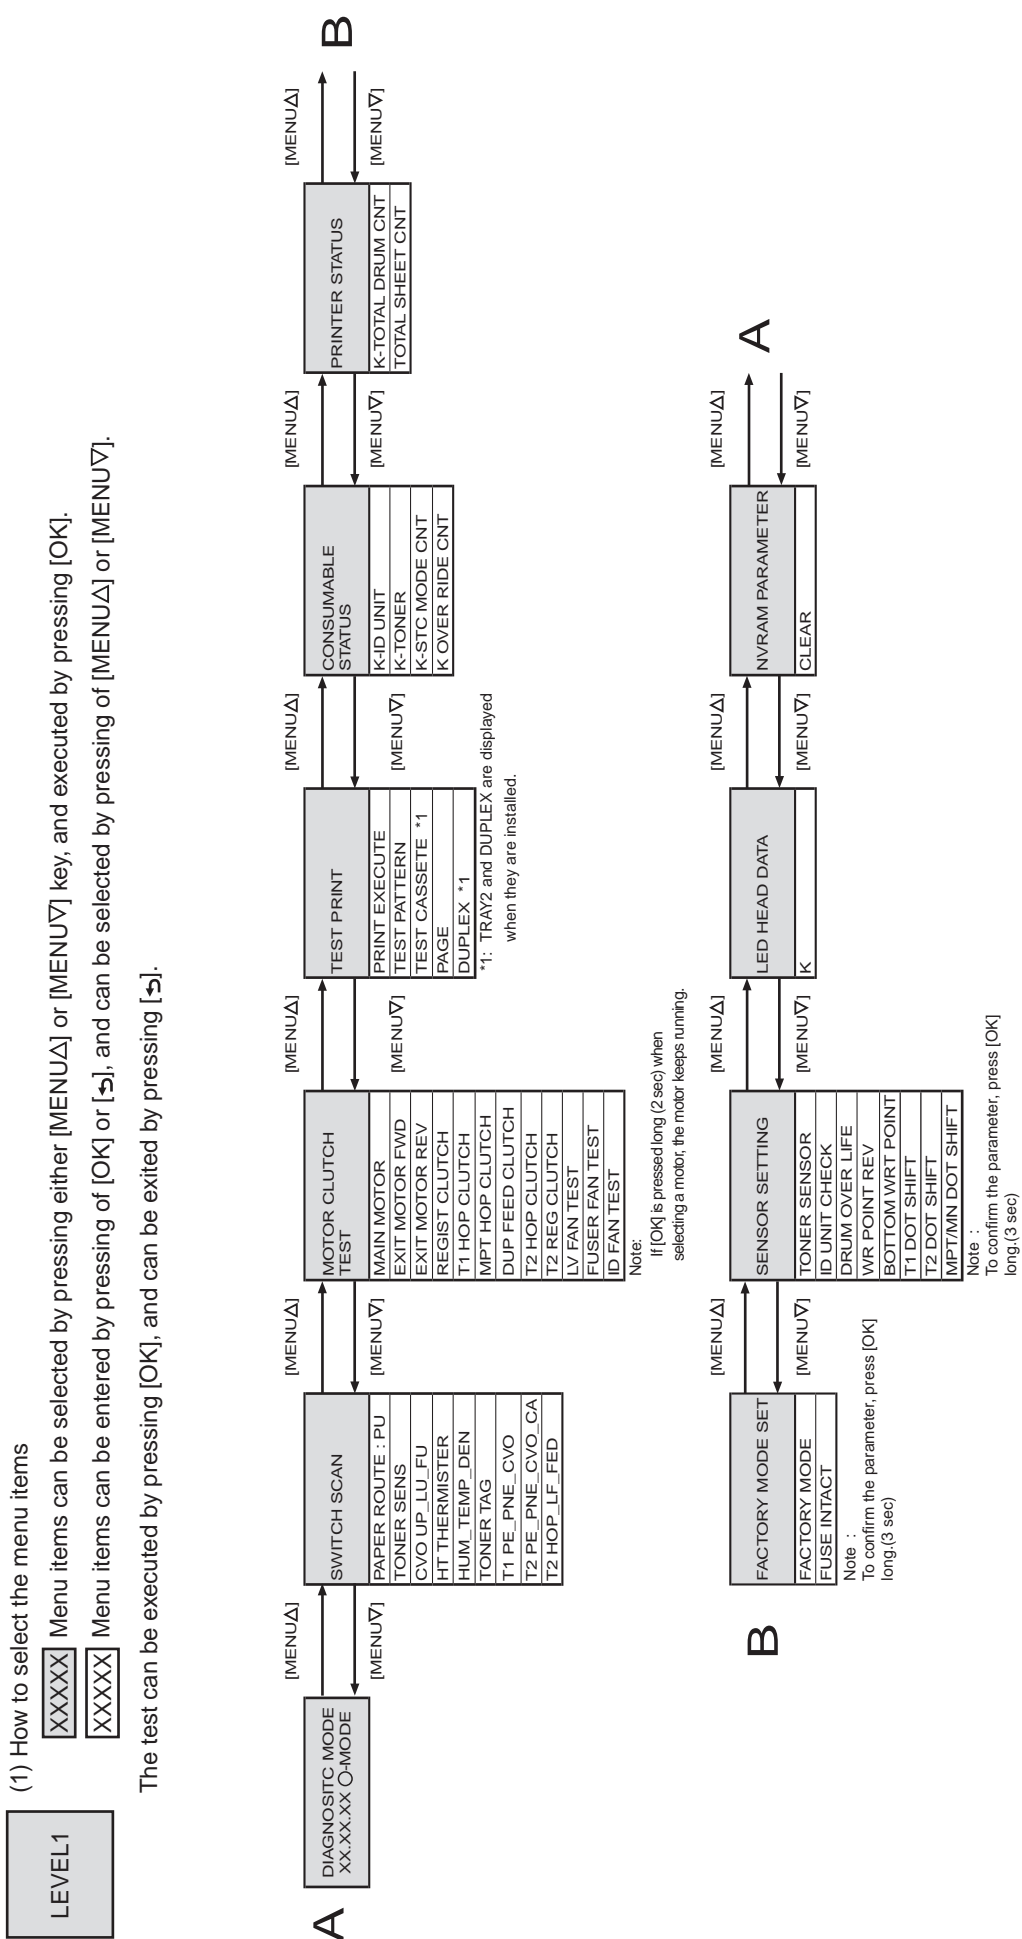 LEVEL1
(1) How to select the menu items
XXXXX Menu items can be selected by pressing either [MENU△] or [MENU▽] key, and executed by pressing [OK].
XXXXX Menu items can be entered by pressing of [OK] or [⮌], and can be selected by pressing of [MENU△] or [MENU▽].
The test can be executed by pressing [OK], and can be exited by pressing [⮌].
A
DIAGNOSITC MODE
XX.XX.XX ○-MODE
[MENU△]
[MENU▽]
SWITCH SCAN
PAPER ROUTE : PU
TONER SENS
CVO UP_LU_FU
HT THERMISTER
HUM_TEMP_DEN
TONER TAG
T1 PE_PNE_CVO
T2 PE_PNE_CVO_CA
T2 HOP_LF_FED
[MENU△]
[MENU▽]
MOTOR CLUTCH
TEST
MAIN MOTOR
EXIT MOTOR FWD
EXIT MOTOR REV
REGIST CLUTCH
T1 HOP CLUTCH
MPT HOP CLUTCH
DUP FEED CLUTCH
T2 HOP CLUTCH
T2 REG CLUTCH
LV FAN TEST
FUSER FAN TEST
ID FAN TEST
Note:
If [OK] is pressed long (2 sec) when
selecting a motor, the motor keeps running.
[MENU△]
[MENU▽]
TEST PRINT
PRINT EXECUTE
TEST PATTERN
TEST CASSETE *1
PAGE
DUPLEX *1
*1: TRAY2 and DUPLEX are displayed
when they are installed.
[MENU△]
[MENU▽]
CONSUMABLE
STATUS
K-ID UNIT
K-TONER
K-STC MODE CNT
K OVER RIDE CNT
[MENU△]
[MENU▽]
PRINTER STATUS
K-TOTAL DRUM CNT
TOTAL SHEET CNT
[MENU△]
[MENU▽]
B
B
FACTORY MODE SET
FACTORY MODE
FUSE INTACT
Note :
To confirm the parameter, press [OK]
long.(3 sec)
[MENU△]
[MENU▽]
SENSOR SETTING
TONER SENSOR
ID UNIT CHECK
DRUM OVER LIFE
WR POINT REV
BOTTOM WRT POINT
T1 DOT SHIFT
T2 DOT SHIFT
MPT/MN DOT SHIFT
Note :
To confirm the parameter, press [OK]
long.(3 sec)
[MENU△]
[MENU▽]
LED HEAD DATA
K
[MENU△]
[MENU▽]
NVRAM PARAMETER
CLEAR
[MENU△]
[MENU▽]
A